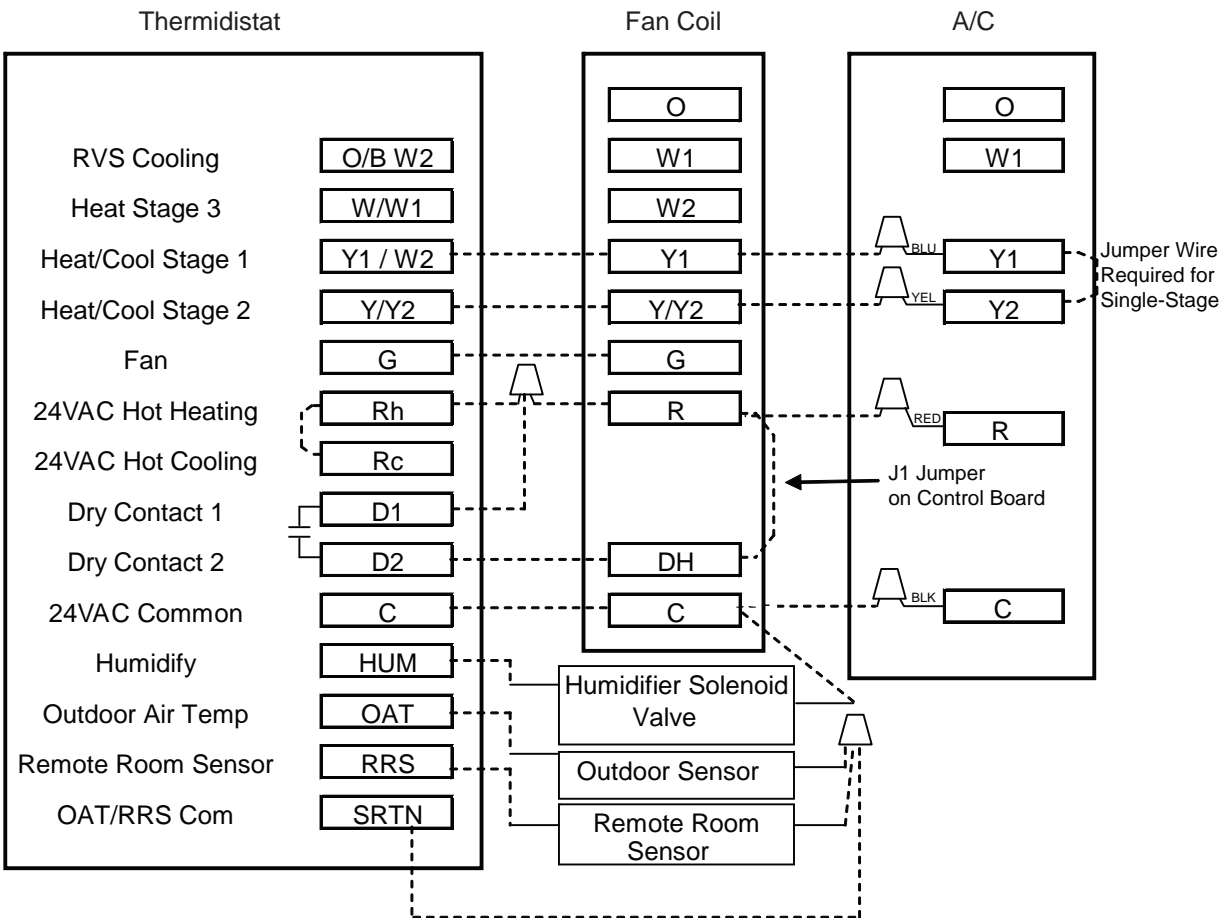 Thermidistat
Fan Coil
A/C
O
O
RVS Cooling
O/B W2
W1
W1
Heat Stage 3
W/W1
W2
Heat/Cool Stage 1
Y1 / W2
Y1
BLU
Y1
Jumper Wire
Required for
Single-Stage
Heat/Cool Stage 2
Y/Y2
Y/Y2
YEL
Y2
Fan
G
G
24VAC Hot Heating
Rh
R
RED
R
24VAC Hot Cooling
Rc
J1 Jumper
on Control Board
Dry Contact 1
D1
Dry Contact 2
D2
DH
24VAC Common
C
C
BLK
C
Humidify
HUM
Humidifier Solenoid
Valve
Outdoor Air Temp
OAT
Outdoor Sensor
Remote Room Sensor
RRS
Remote Room
Sensor
OAT/RRS Com
SRTN